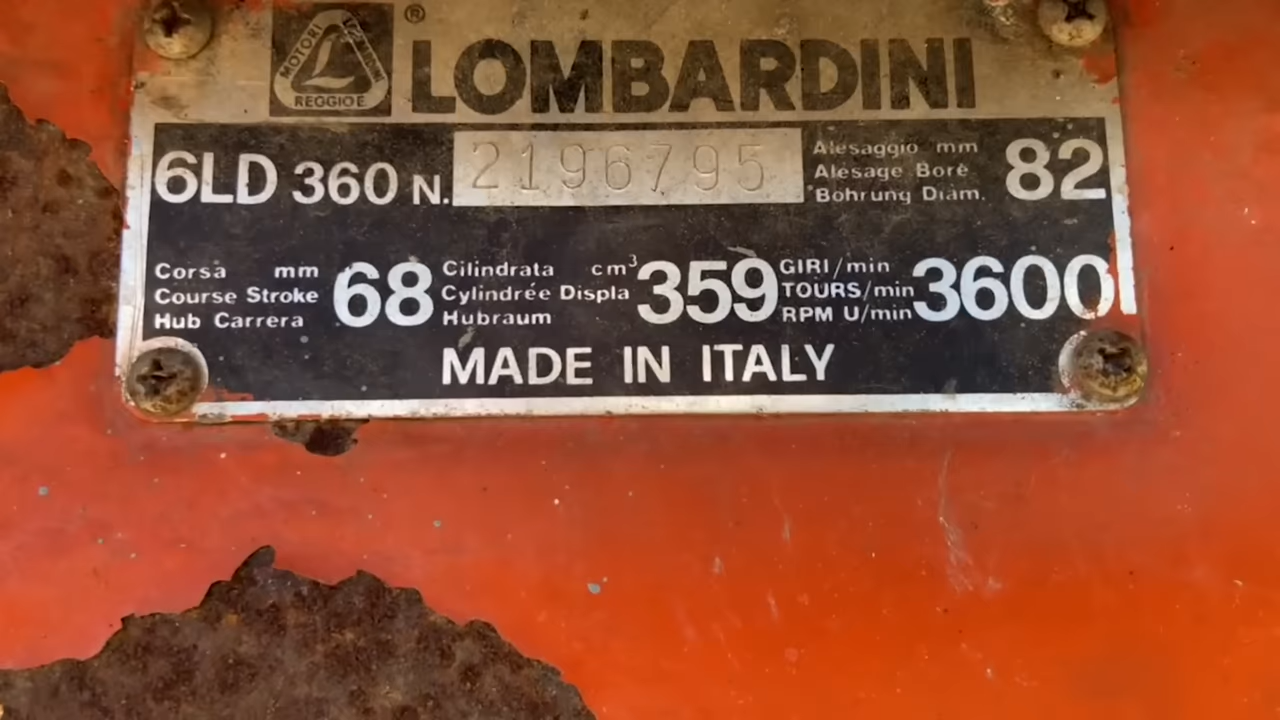 MOTORI LOMBARDINI REGGIO E. ® LOMBARDINI
6LD 360 N. 2196795
Alesaggio mm
Alésage Bore
Bohrung Diam.
82
Corsa mm
Course Stroke
Hub Carrera
68
Cilindrata cm³
Cylindrée Displa
Hubraum
359
GIRI/min
TOURS/min
RPM U/min
3600
MADE IN ITALY